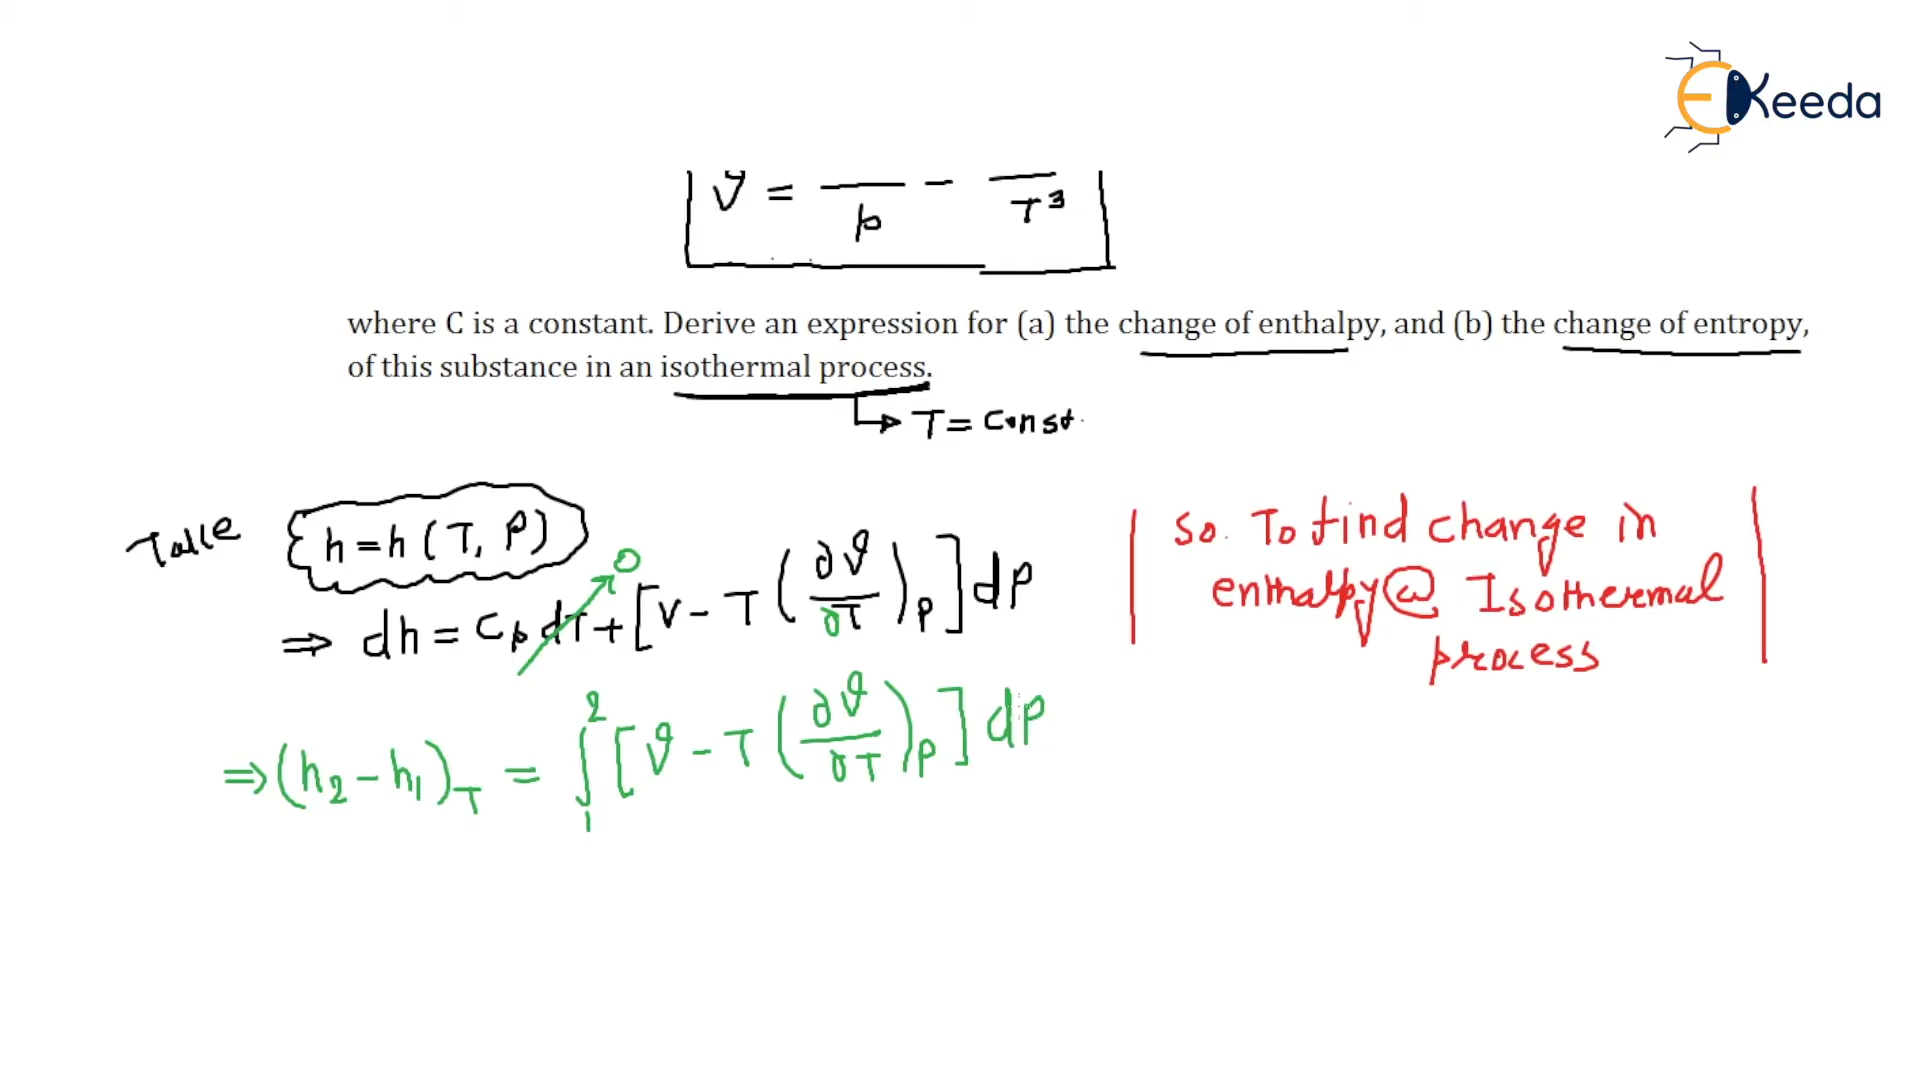 EKeeda
v = — / p − — / T³
where C is a constant. Derive an expression for (a) the change of enthalpy, and (b) the change of entropy,
of this substance in an isothermal process.
↳ T = Const.
Take h = h (T, P)
⇒ dh = Cp dT + [v − T (∂v/∂T)p] dP
0
So. To find change in
enthalpy @ Isothermal
process
⇒ (h₂ − h₁)T = ∫₁² [v − T (∂v/∂T)p] dP